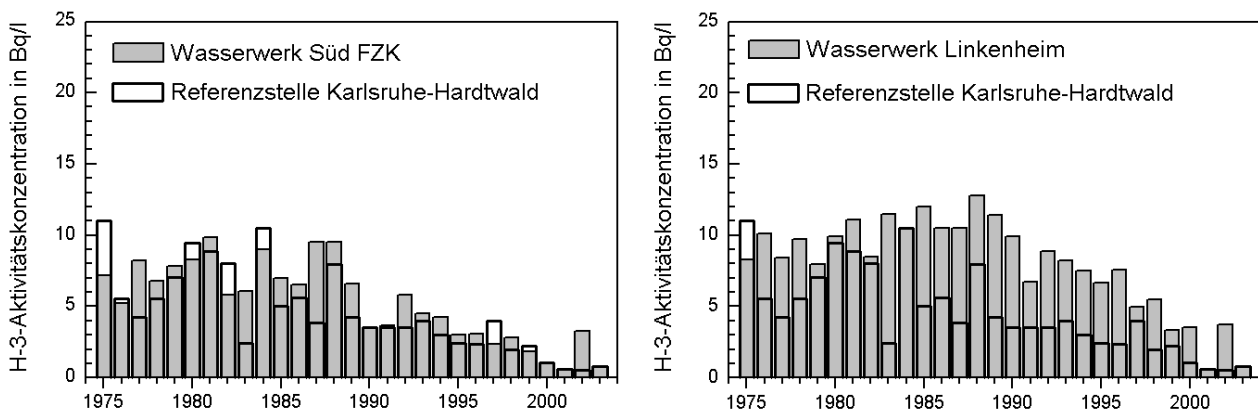 H-3-Aktivitätskonzentration in Bq/l
25
20
15
10
5
0
Wasserwerk Süd FZK
Referenzstelle Karlsruhe-Hardtwald
1975 1980 1985 1990 1995 2000
H-3-Aktivitätskonzentration in Bq/l
25
20
15
10
5
0
Wasserwerk Linkenheim
Referenzstelle Karlsruhe-Hardtwald
1975 1980 1985 1990 1995 2000